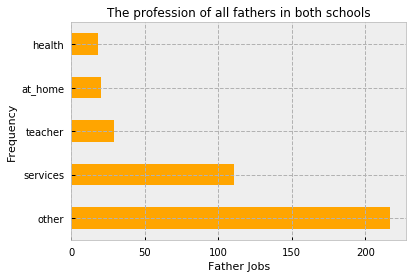 The profession of all fathers in both schools
health
at_home
teacher
services
other
Frequency
0 50 100 150 200
Father Jobs